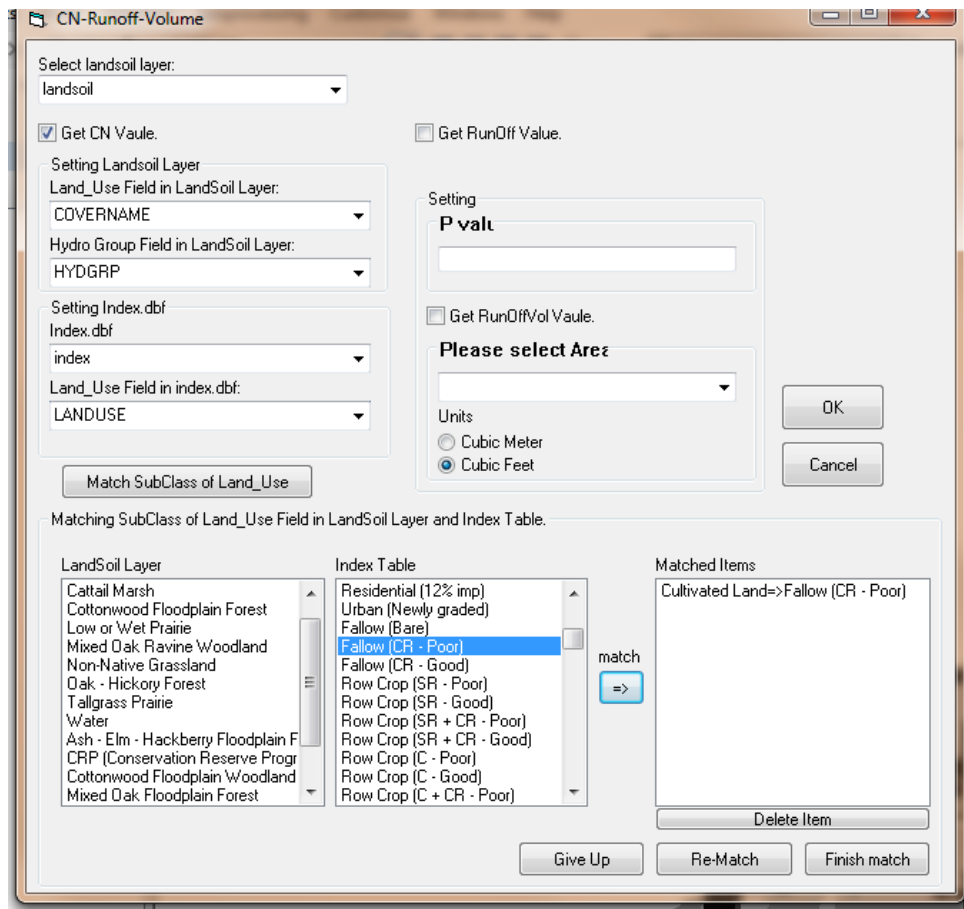 CN-Runoff-Volume
Select landsoil layer:
landsoil
Get CN Vaule.
Get RunOff Value.
Setting Landsoil Layer
Land_Use Field in LandSoil Layer:
COVERNAME
Hydro Group Field in LandSoil Layer:
HYDGRP
Setting Index.dbf
Index.dbf
index
Land_Use Field in index.dbf:
LANDUSE
Match SubClass of Land_Use
Setting
P valu
Get RunOffVol Vaule.
Please select Area
Units
Cubic Meter
Cubic Feet
OK
Cancel
Matching SubClass of Land_Use Field in LandSoil Layer and Index Table.
LandSoil Layer
Cattail Marsh
Cottonwood Floodplain Forest
Low or Wet Prairie
Mixed Oak Ravine Woodland
Non-Native Grassland
Oak - Hickory Forest
Tallgrass Prairie
Water
Ash - Elm - Hackberry Floodplain F
CRP (Conservation Reserve Progr
Cottonwood Floodplain Woodland
Mixed Oak Floodplain Forest
Index Table
Residential (12% imp)
Urban (Newly graded)
Fallow (Bare)
Fallow (CR - Poor)
Fallow (CR - Good)
Row Crop (SR - Poor)
Row Crop (SR - Good)
Row Crop (SR + CR - Poor)
Row Crop (SR + CR - Good)
Row Crop (C - Poor)
Row Crop (C - Good)
Row Crop (C + CR - Poor)
match
=>
Matched Items
Cultivated Land=>Fallow (CR - Poor)
Delete Item
Give Up
Re-Match
Finish match